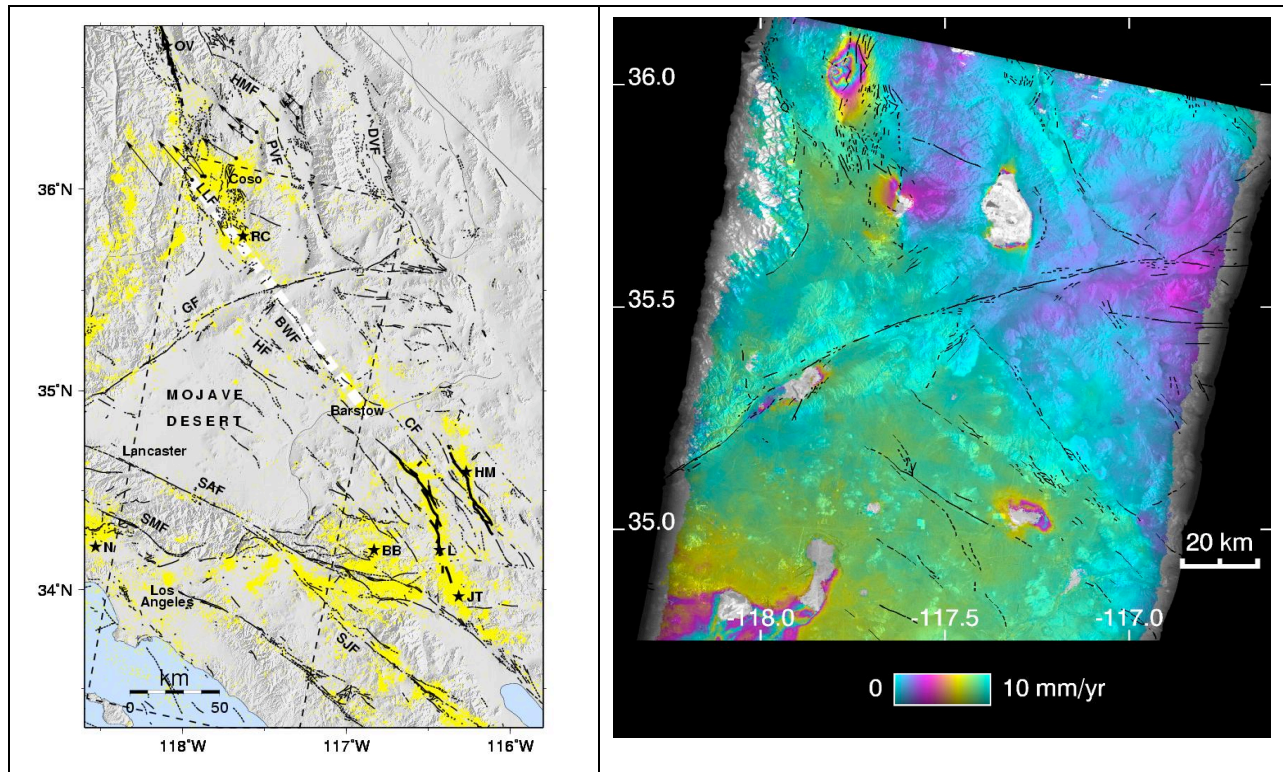 OV
HMF
PVF
DVF
36°N
Coso
LLF
RC
GF
BWF
HF
35°N
MOJAVE
DESERT
Barstow
CF
Lancaster
HM
SAF
SMF
N
BB
L
34°N
Los
Angeles
JT
SJF
km
0 50
118°W 117°W 116°W
36.0
35.5
35.0
20 km
-118.0 -117.5 -117.0
0 10 mm/yr